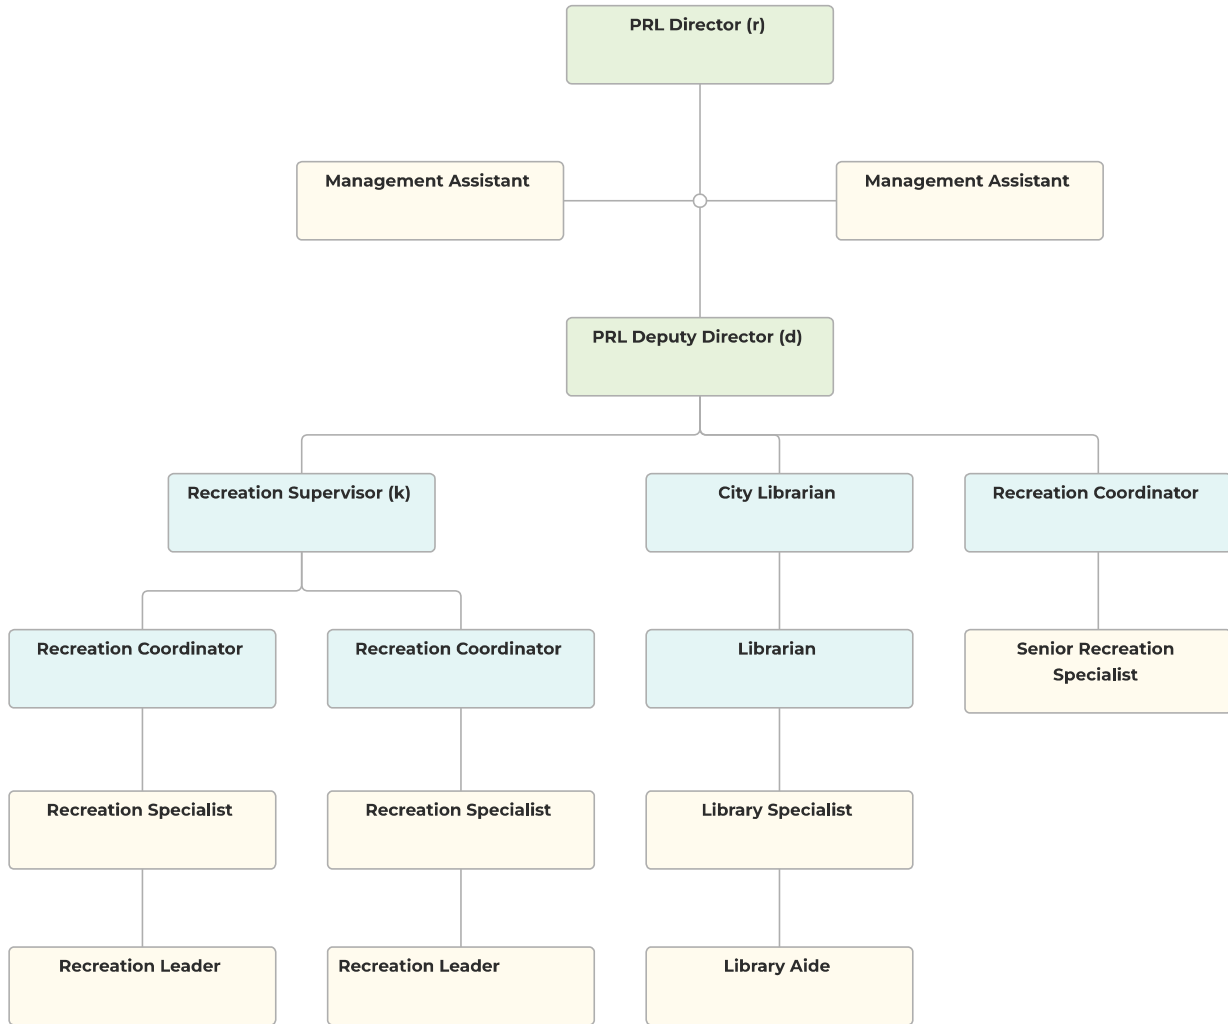 PRL Director (r)
Management Assistant
Management Assistant
PRL Deputy Director (d)
Recreation Supervisor (k)
City Librarian
Recreation Coordinator
Recreation Coordinator
Recreation Coordinator
Librarian
Senior Recreation
Specialist
Recreation Specialist
Recreation Specialist
Library Specialist
Recreation Leader
Recreation Leader
Library Aide